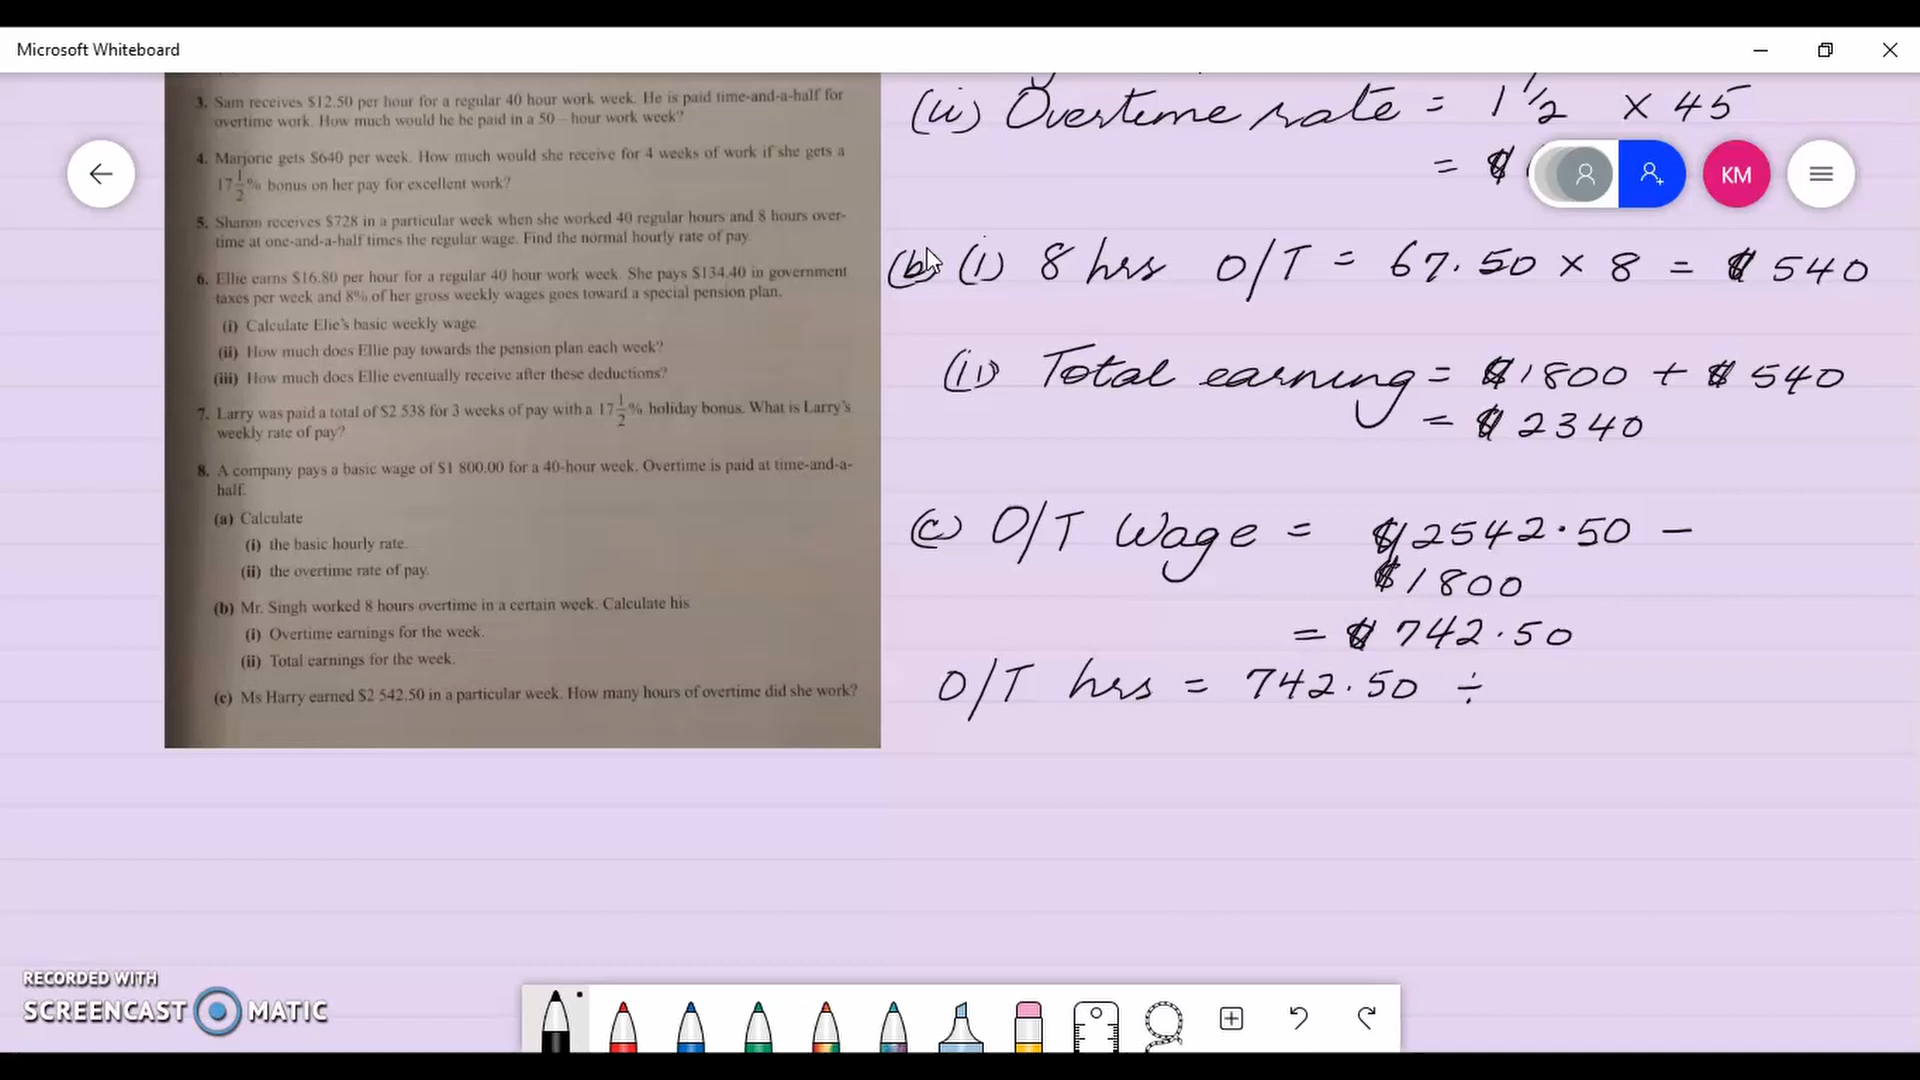 Microsoft Whiteboard
3. Sam receives $12.50 per hour for a regular 40 hour work week. He is paid time-and-a-half for
overtime work. How much would he be paid in a 50 – hour work week?
4. Marjorie gets $640 per week. How much would she receive for 4 weeks of work if she gets a
17 1/2 % bonus on her pay for excellent work?
5. Sharon receives $728 in a particular week when she worked 40 regular hours and 8 hours over-
time at one-and-a-half times the regular wage. Find the normal hourly rate of pay.
6. Ellie earns $16.80 per hour for a regular 40 hour work week. She pays $134.40 in government
taxes per week and 8% of her gross weekly wages goes toward a special pension plan.
(i) Calculate Elie's basic weekly wage
(ii) How much does Ellie pay towards the pension plan each week?
(iii) How much does Ellie eventually receive after these deductions?
7. Larry was paid a total of $2 538 for 3 weeks of pay with a 17 1/2 % holiday bonus. What is Larry's
weekly rate of pay?
8. A company pays a basic wage of $1 800.00 for a 40-hour week. Overtime is paid at time-and-a-
half.
(a) Calculate
(i) the basic hourly rate.
(ii) the overtime rate of pay.
(b) Mr. Singh worked 8 hours overtime in a certain week. Calculate his
(i) Overtime earnings for the week.
(ii) Total earnings for the week.
(c) Ms Harry earned $2 542.50 in a particular week. How many hours of overtime did she work?
(ii) Overtime rate = 1 1/2 × 45
= $
KM
(b) (i) 8 hrs O/T = 67.50 × 8 = $540
(ii) Total earning = $1800 + $540
= $2340
(c) O/T Wage = $2542.50 –
$1800
= $742.50
O/T hrs = 742.50 ÷
RECORDED WITH
SCREENCAST MATIC